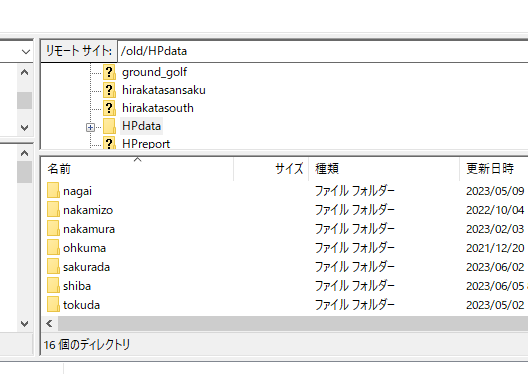 リモート サイト: /old/HPdata
ground_golf
hirakatasansaku
hirakatasouth
HPdata
HPreport
名前 サイズ 種類 更新日時
nagai ファイル フォルダー 2023/05/09
nakamizo ファイル フォルダー 2022/10/04
nakamura ファイル フォルダー 2023/02/03
ohkuma ファイル フォルダー 2021/12/20
sakurada ファイル フォルダー 2023/06/02
shiba ファイル フォルダー 2023/06/05
tokuda ファイル フォルダー 2023/05/02
16 個のディレクトリ